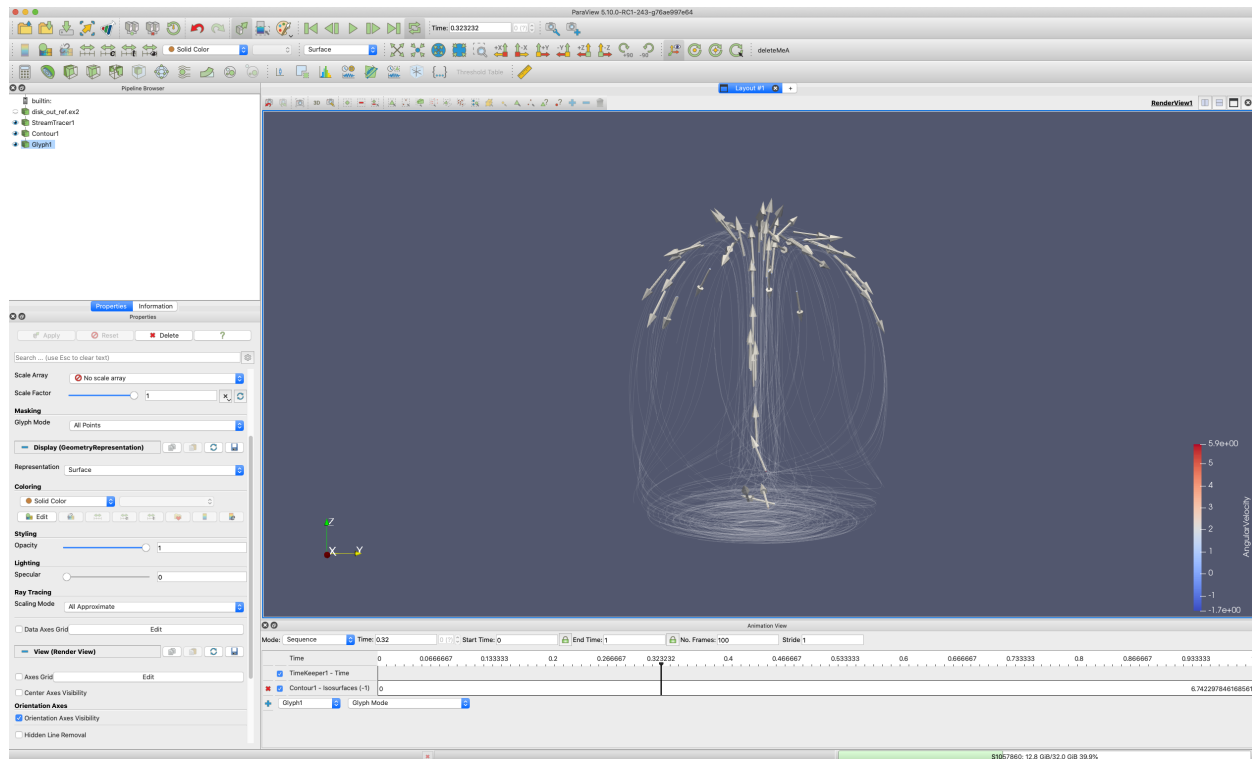 ParaView 5.10.0-RC1-243-g76ae997e64
Time: 0.323232
Solid Color
Surface
+X -X +Y -Y +Z -Z +90 -90
deleteMeA
Threshold Table
Pipeline Browser
Layout #1
+
builtin:
disk_out_ref.ex2
StreamTracer1
Contour1
Glyph1
3D
RenderView1
Properties
Information
Properties
Apply
Reset
Delete
?
Search ... (use Esc to clear text)
Scale Array
No scale array
Scale Factor
1
Masking
Glyph Mode
All Points
Display (GeometryRepresentation)
Representation
Surface
Coloring
Solid Color
Edit
Styling
Opacity
1
Lighting
Specular
0
Ray Tracing
Scaling Mode
All Approximate
Data Axes Grid
Edit
View (Render View)
Axes Grid
Edit
Center Axes Visibility
Orientation Axes
Orientation Axes Visibility
Hidden Line Removal
Z
X
Y
5.9e+00
5
4
3
2
1
0
-1
-1.7e+00
AngularVelocity
Animation View
Mode: Sequence
Time: 0.32
Start Time: 0
End Time: 1
No. Frames: 100
Stride 1
Time
0 0.0666667 0.133333 0.2 0.266667 0.323232 0.4 0.466667 0.533333 0.6 0.666667 0.733333 0.8 0.866667 0.933333
TimeKeeper1 - Time
Contour1 - Isosurfaces (-1)
0
6.742297846168561
Glyph1
Glyph Mode
S1057860: 12.8 GiB/32.0 GiB 39.9%